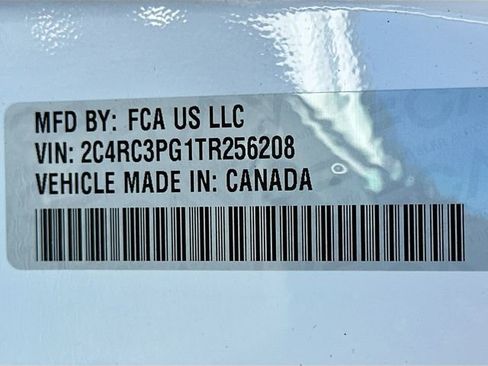 MFD BY: FCA US LLC
VIN: 2C4RC3PG1TR256208
VEHICLE MADE IN: CANADA